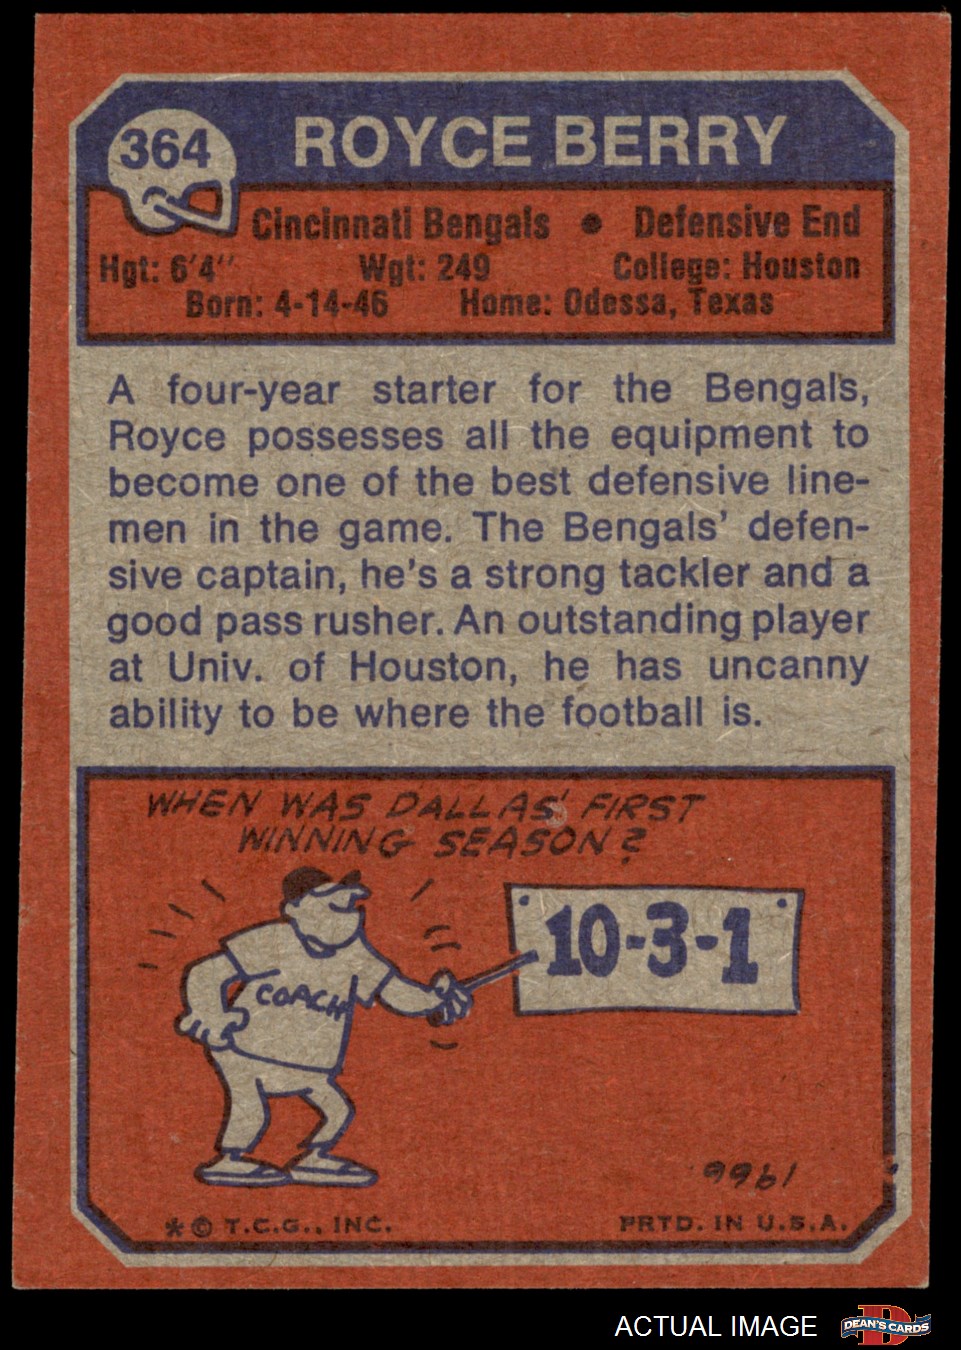 364
ROYCE BERRY
Cincinnati Bengals • Defensive End
Hgt: 6'4" Wgt: 249 College: Houston
Born: 4-14-46 Home: Odessa, Texas
A four-year starter for the Bengals,
Royce possesses all the equipment to
become one of the best defensive line-
men in the game. The Bengals' defen-
sive captain, he's a strong tackler and a
good pass rusher. An outstanding player
at Univ. of Houston, he has uncanny
ability to be where the football is.
WHEN WAS DALLAS' FIRST
WINNING SEASON?
10-3-1
COACH
1966
* © T.C.G., INC. PRTD. IN U.S.A.
ACTUAL IMAGE
D
DEAN'S CARDS